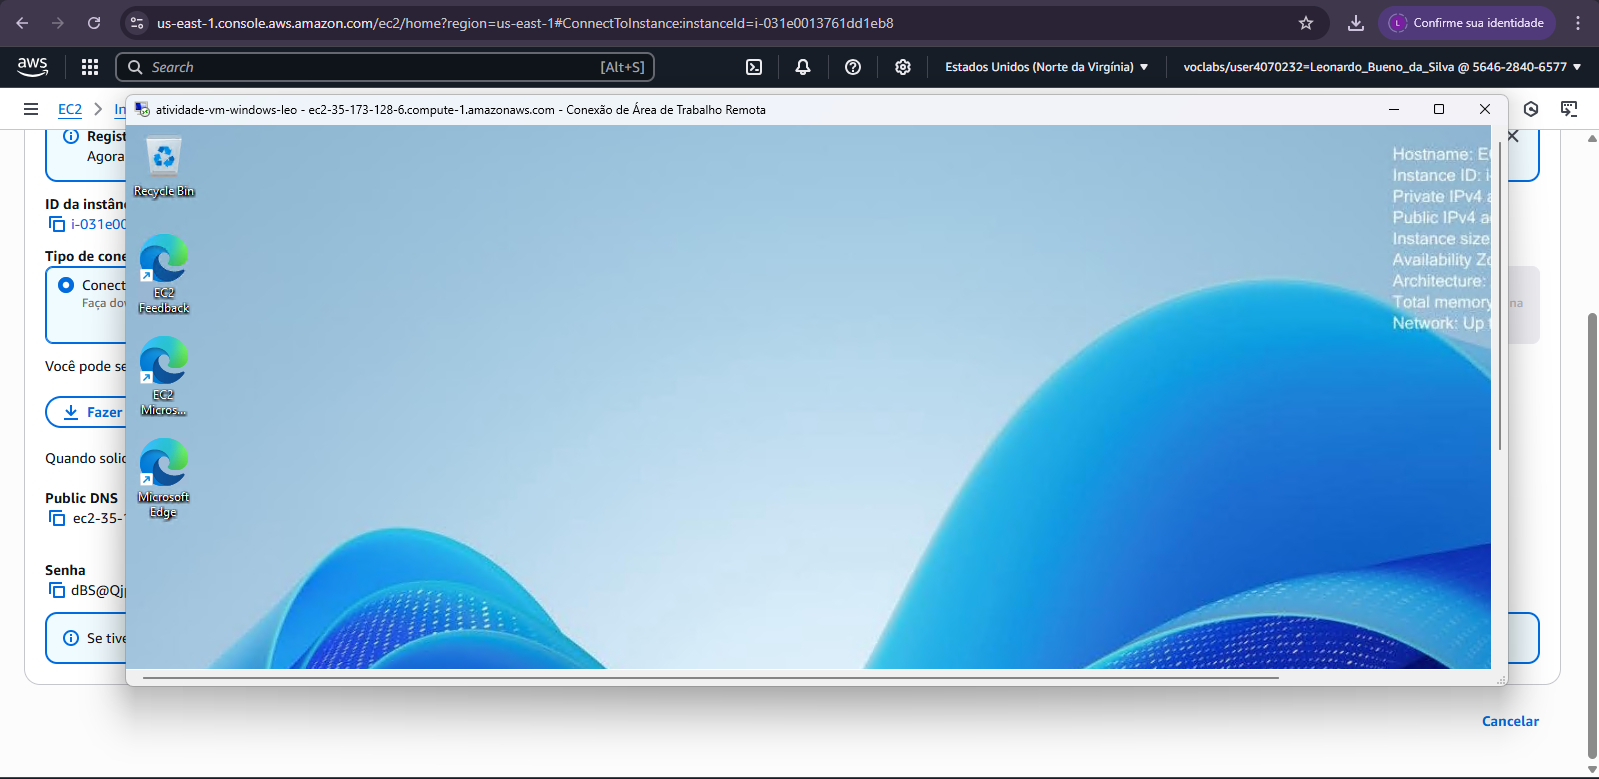 us-east-1.console.aws.amazon.com/ec2/home?region=us-east-1#ConnectToInstance:instanceId=i-031e0013761dd1eb8
L Confirme sua identidade
aws
Search [Alt+S]
Estados Unidos (Norte da Virgínia)
voclabs/user4070232=Leonardo_Bueno_da_Silva @ 5646-2840-6577
EC2
In
atividade-vm-windows-leo - ec2-35-173-128-6.compute-1.amazonaws.com - Conexão de Área de Trabalho Remota
Regist
Agora
ID da instân
i-031e00
Tipo de cone
Conect
Faça dov
Você pode se
Fazer
Quando solic
Public DNS
ec2-35-
Senha
dBS@Qj
Se tive
Recycle Bin
EC2
Feedback
EC2
Micros...
Microsoft
Edge
Hostname: E
Instance ID: i-
Private IPv4 a
Public IPv4 a
Instance size
Availability Zo
Architecture:
Total memory
Network: Up t
na
Cancelar